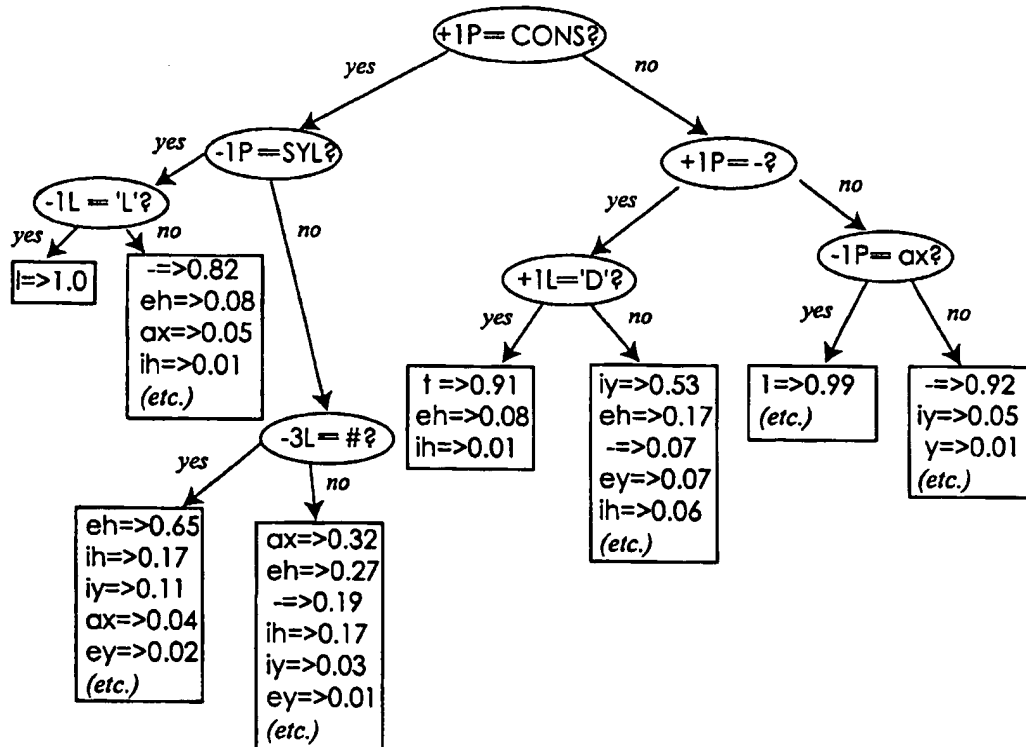 +1P= CONS?
yes
no
-1P=SYL?
+1P=-?
yes
no
yes
no
-1L ='L'?
-1P= ax?
+1L='D'?
yes
no
yes
no
yes
no
l=>1.0
-=>0.82
eh=>0.08
ax=>0.05
ih=>0.01
(etc.)
t =>0.91
eh=>0.08
ih=>0.01
iy=>0.53
eh=>0.17
-=>0.07
ey=>0.07
ih=>0.06
(etc.)
1=>0.99
(etc.)
-=>0.92
iy=>0.05
y=>0.01
(etc.)
-3L= #?
yes
no
eh=>0.65
ih=>0.17
iy=>0.11
ax=>0.04
ey=>0.02
(etc.)
ax=>0.32
eh=>0.27
-=>0.19
ih=>0.17
iy=>0.03
ey=>0.01
(etc.)